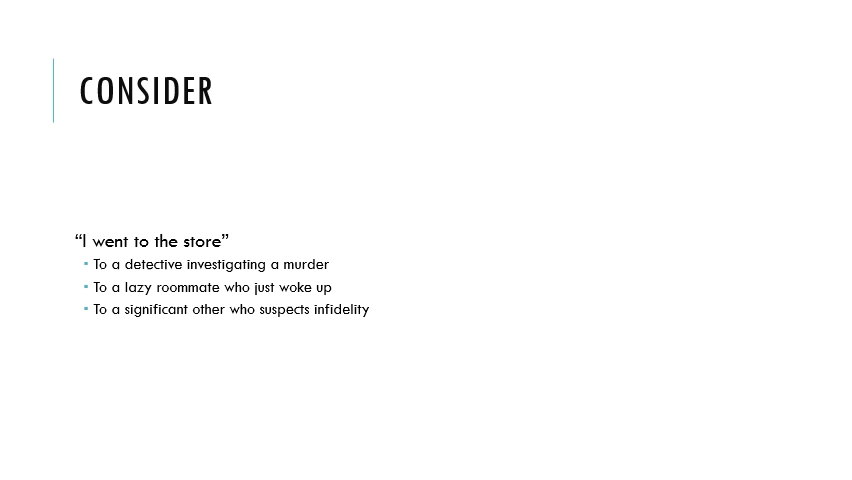 CONSIDER
“I went to the store”
▪ To a detective investigating a murder
▪ To a lazy roommate who just woke up
▪ To a significant other who suspects infidelity